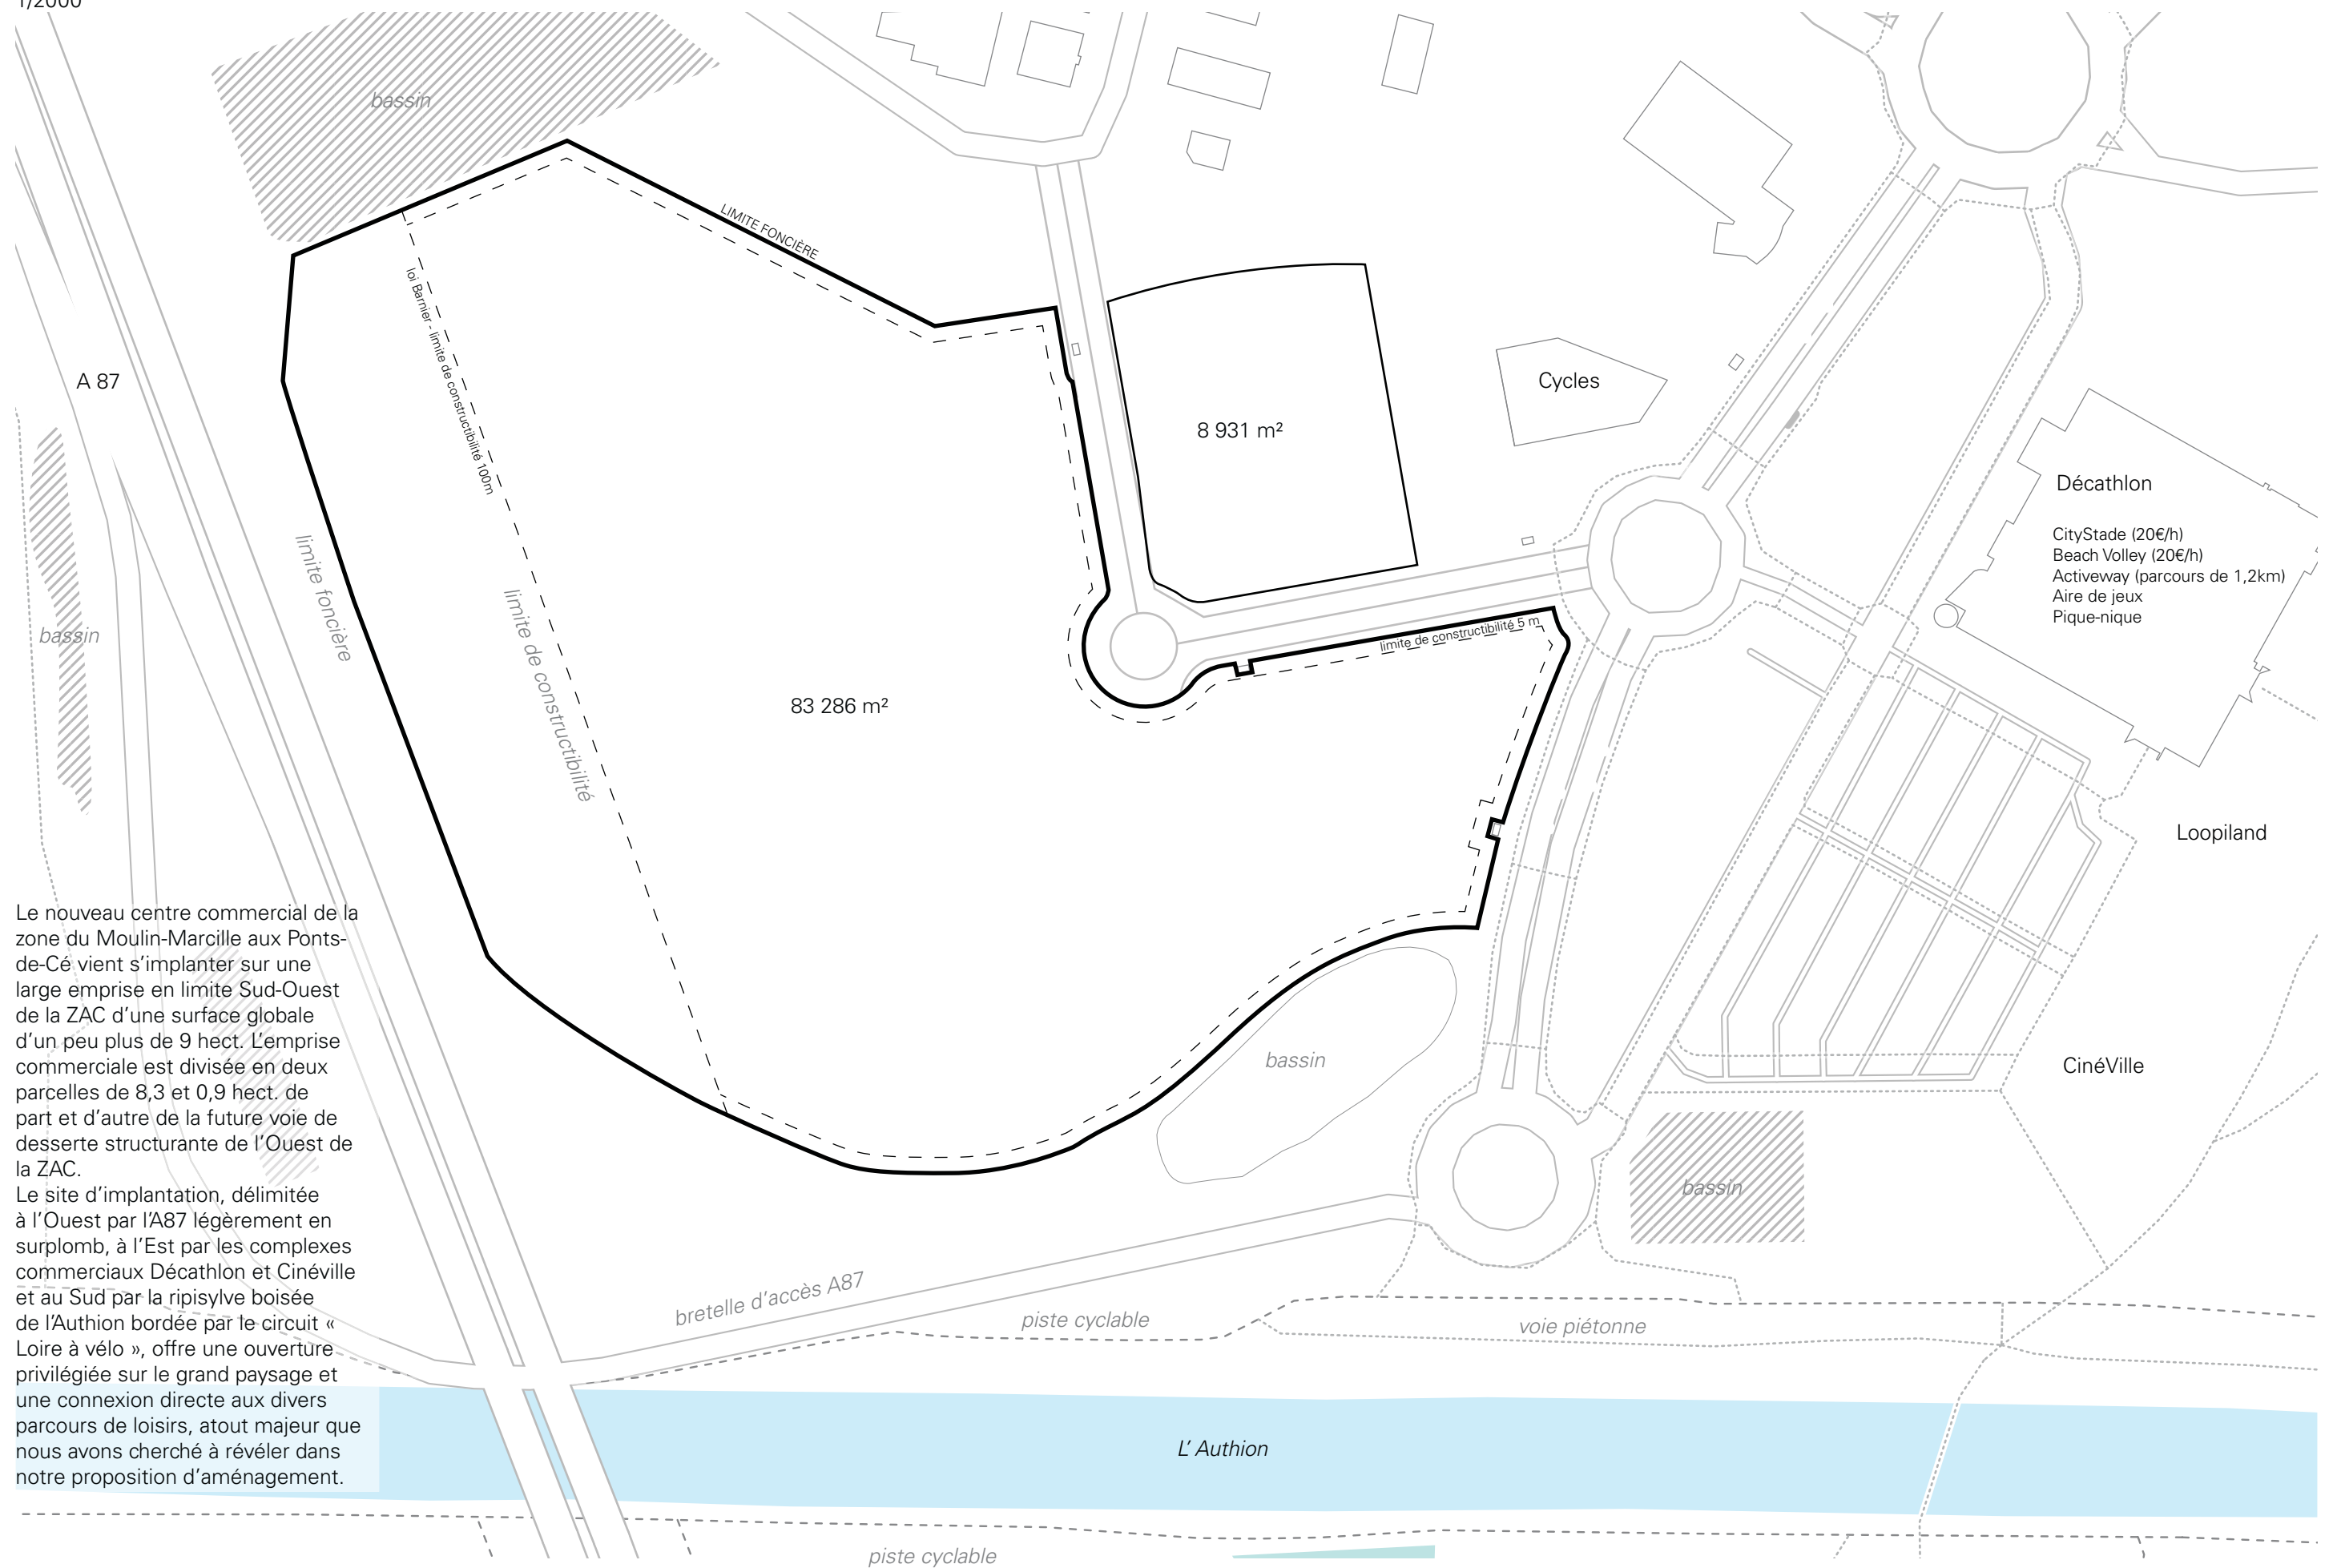 1/2000
bassin
LIMITE FONCIÈRE
loi Barnier - limite de constructibilité 100m
A 87
8 931 m²
Cycles
Décathlon
CityStade (20€/h)
Beach Volley (20€/h)
Activeway (parcours de 1,2km)
Aire de jeux
Pique-nique
limite foncière
bassin
limite de constructibilité
limite de constructibilité 5 m
83 286 m²
Loopiland
Le nouveau centre commercial de la
zone du Moulin-Marcille aux Ponts-
de-Cé vient s’implanter sur une
large emprise en limite Sud-Ouest
de la ZAC d’une surface globale
d’un peu plus de 9 hect. L’emprise
commerciale est divisée en deux
parcelles de 8,3 et 0,9 hect. de
part et d’autre de la future voie de
desserte structurante de l’Ouest de
la ZAC.
Le site d’implantation, délimitée
à l’Ouest par l’A87 légèrement en
surplomb, à l’Est par les complexes
commerciaux Décathlon et Cinéville
et au Sud par la ripisylve boisée
de l’Authion bordée par le circuit «
Loire à vélo », offre une ouverture
privilégiée sur le grand paysage et
une connexion directe aux divers
parcours de loisirs, atout majeur que
nous avons cherché à révéler dans
notre proposition d’aménagement.
bassin
CinéVille
bassin
bretelle d’accès A87
piste cyclable
voie piétonne
L’ Authion
piste cyclable